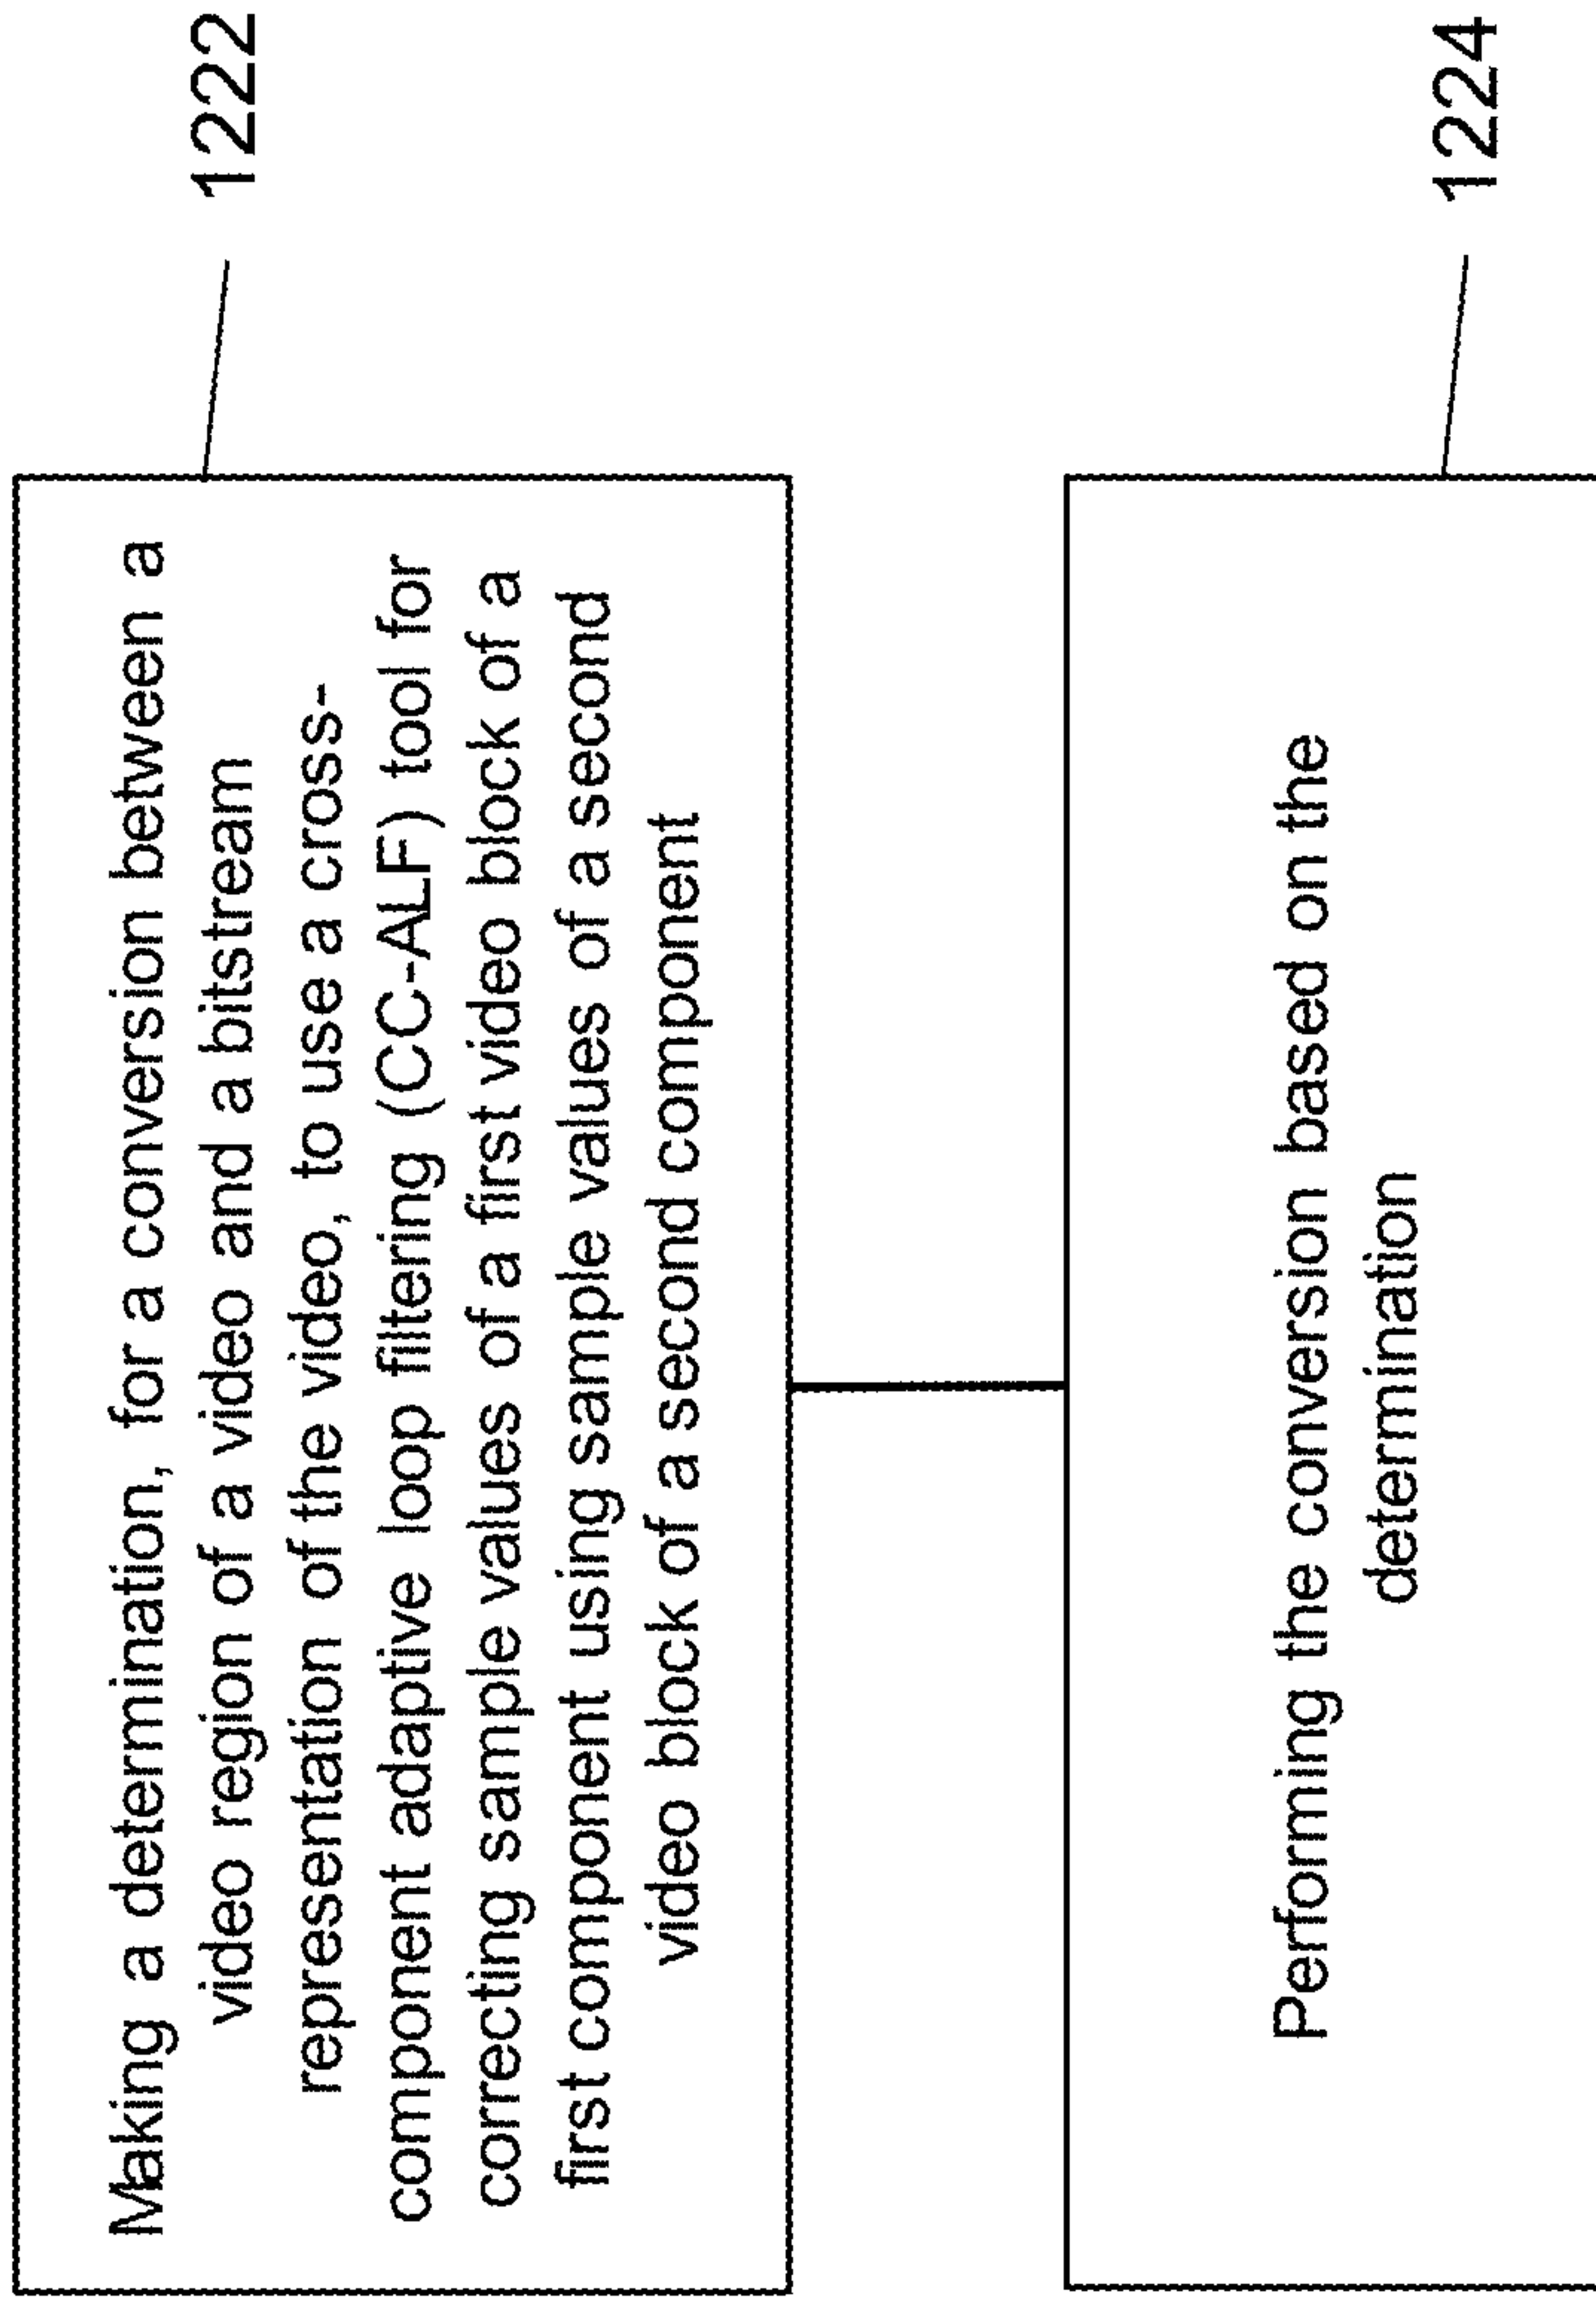 Making a determination, for a conversion between a
video region of a video and a bitstream
representation of the video, to use a cross-
component adaptive loop filtering (CC-ALF) tool for
correcting sample values of a first video block of a
first component using sample values of a second
video block of a second component
1222
Performing the conversion based on the
determination
1224